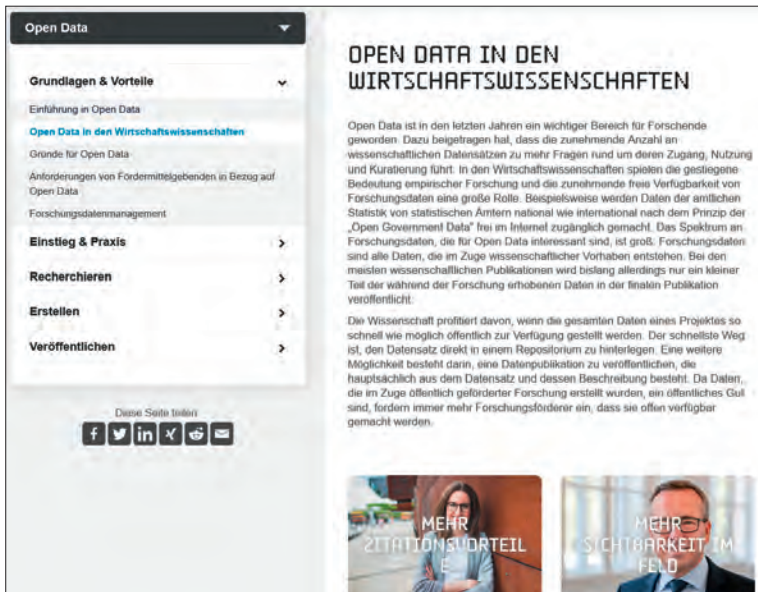 Open Data
Grundlagen & Vorteile
Einführung in Open Data
Open Data in den Wirtschaftswissenschaften
Gründe für Open Data
Anforderungen von Fördermittelgebenden in Bezug auf
Open Data
Forschungsdatenmanagement
Einstieg & Praxis
Recherchieren
Erstellen
Veröffentlichen
Diese Seite teilen
OPEN DATA IN DEN
WIRTSCHAFTSWISSENSCHAFTEN
Open Data ist in den letzten Jahren ein wichtiger Bereich für Forschende
geworden. Dazu beigetragen hat, dass die zunehmende Anzahl an
wissenschaftlichen Datensätzen zu mehr Fragen rund um deren Zugang, Nutzung
und Kuratierung führt. In den Wirtschaftswissenschaften spielen die gestiegene
Bedeutung empirischer Forschung und die zunehmende freie Verfügbarkeit von
Forschungsdaten eine große Rolle. Beispielsweise werden Daten der amtlichen
Statistik von statistischen Ämtern national wie international nach dem Prinzip der
„Open Government Data" frei im Internet zugänglich gemacht. Das Spektrum an
Forschungsdaten, die für Open Data interessant sind, ist groß. Forschungsdaten
sind alle Daten, die im Zuge wissenschaftlicher Vorhaben entstehen. Bei den
meisten wissenschaftlichen Publikationen wird bislang allerdings nur ein kleiner
Teil der während der Forschung erhobenen Daten in der finalen Publikation
veröffentlicht.
Die Wissenschaft profitiert davon, wenn die gesamten Daten eines Projektes so
schnell wie möglich öffentlich zur Verfügung gestellt werden. Der schnellste Weg
ist, den Datensatz direkt in einem Repositorium zu hinterlegen. Eine weitere
Möglichkeit besteht darin, eine Datenpublikation zu veröffentlichen, die
hauptsächlich aus dem Datensatz und dessen Beschreibung besteht. Da Daten,
die im Zuge öffentlich geförderter Forschung erstellt wurden, ein öffentliches Gut
sind, fordern immer mehr Forschungsförderer ein, dass sie offen verfügbar
gemacht werden.
MEHR
ZITATIONSVORTEIL
E
MEHR
SICHTBARKEIT IM
FELD